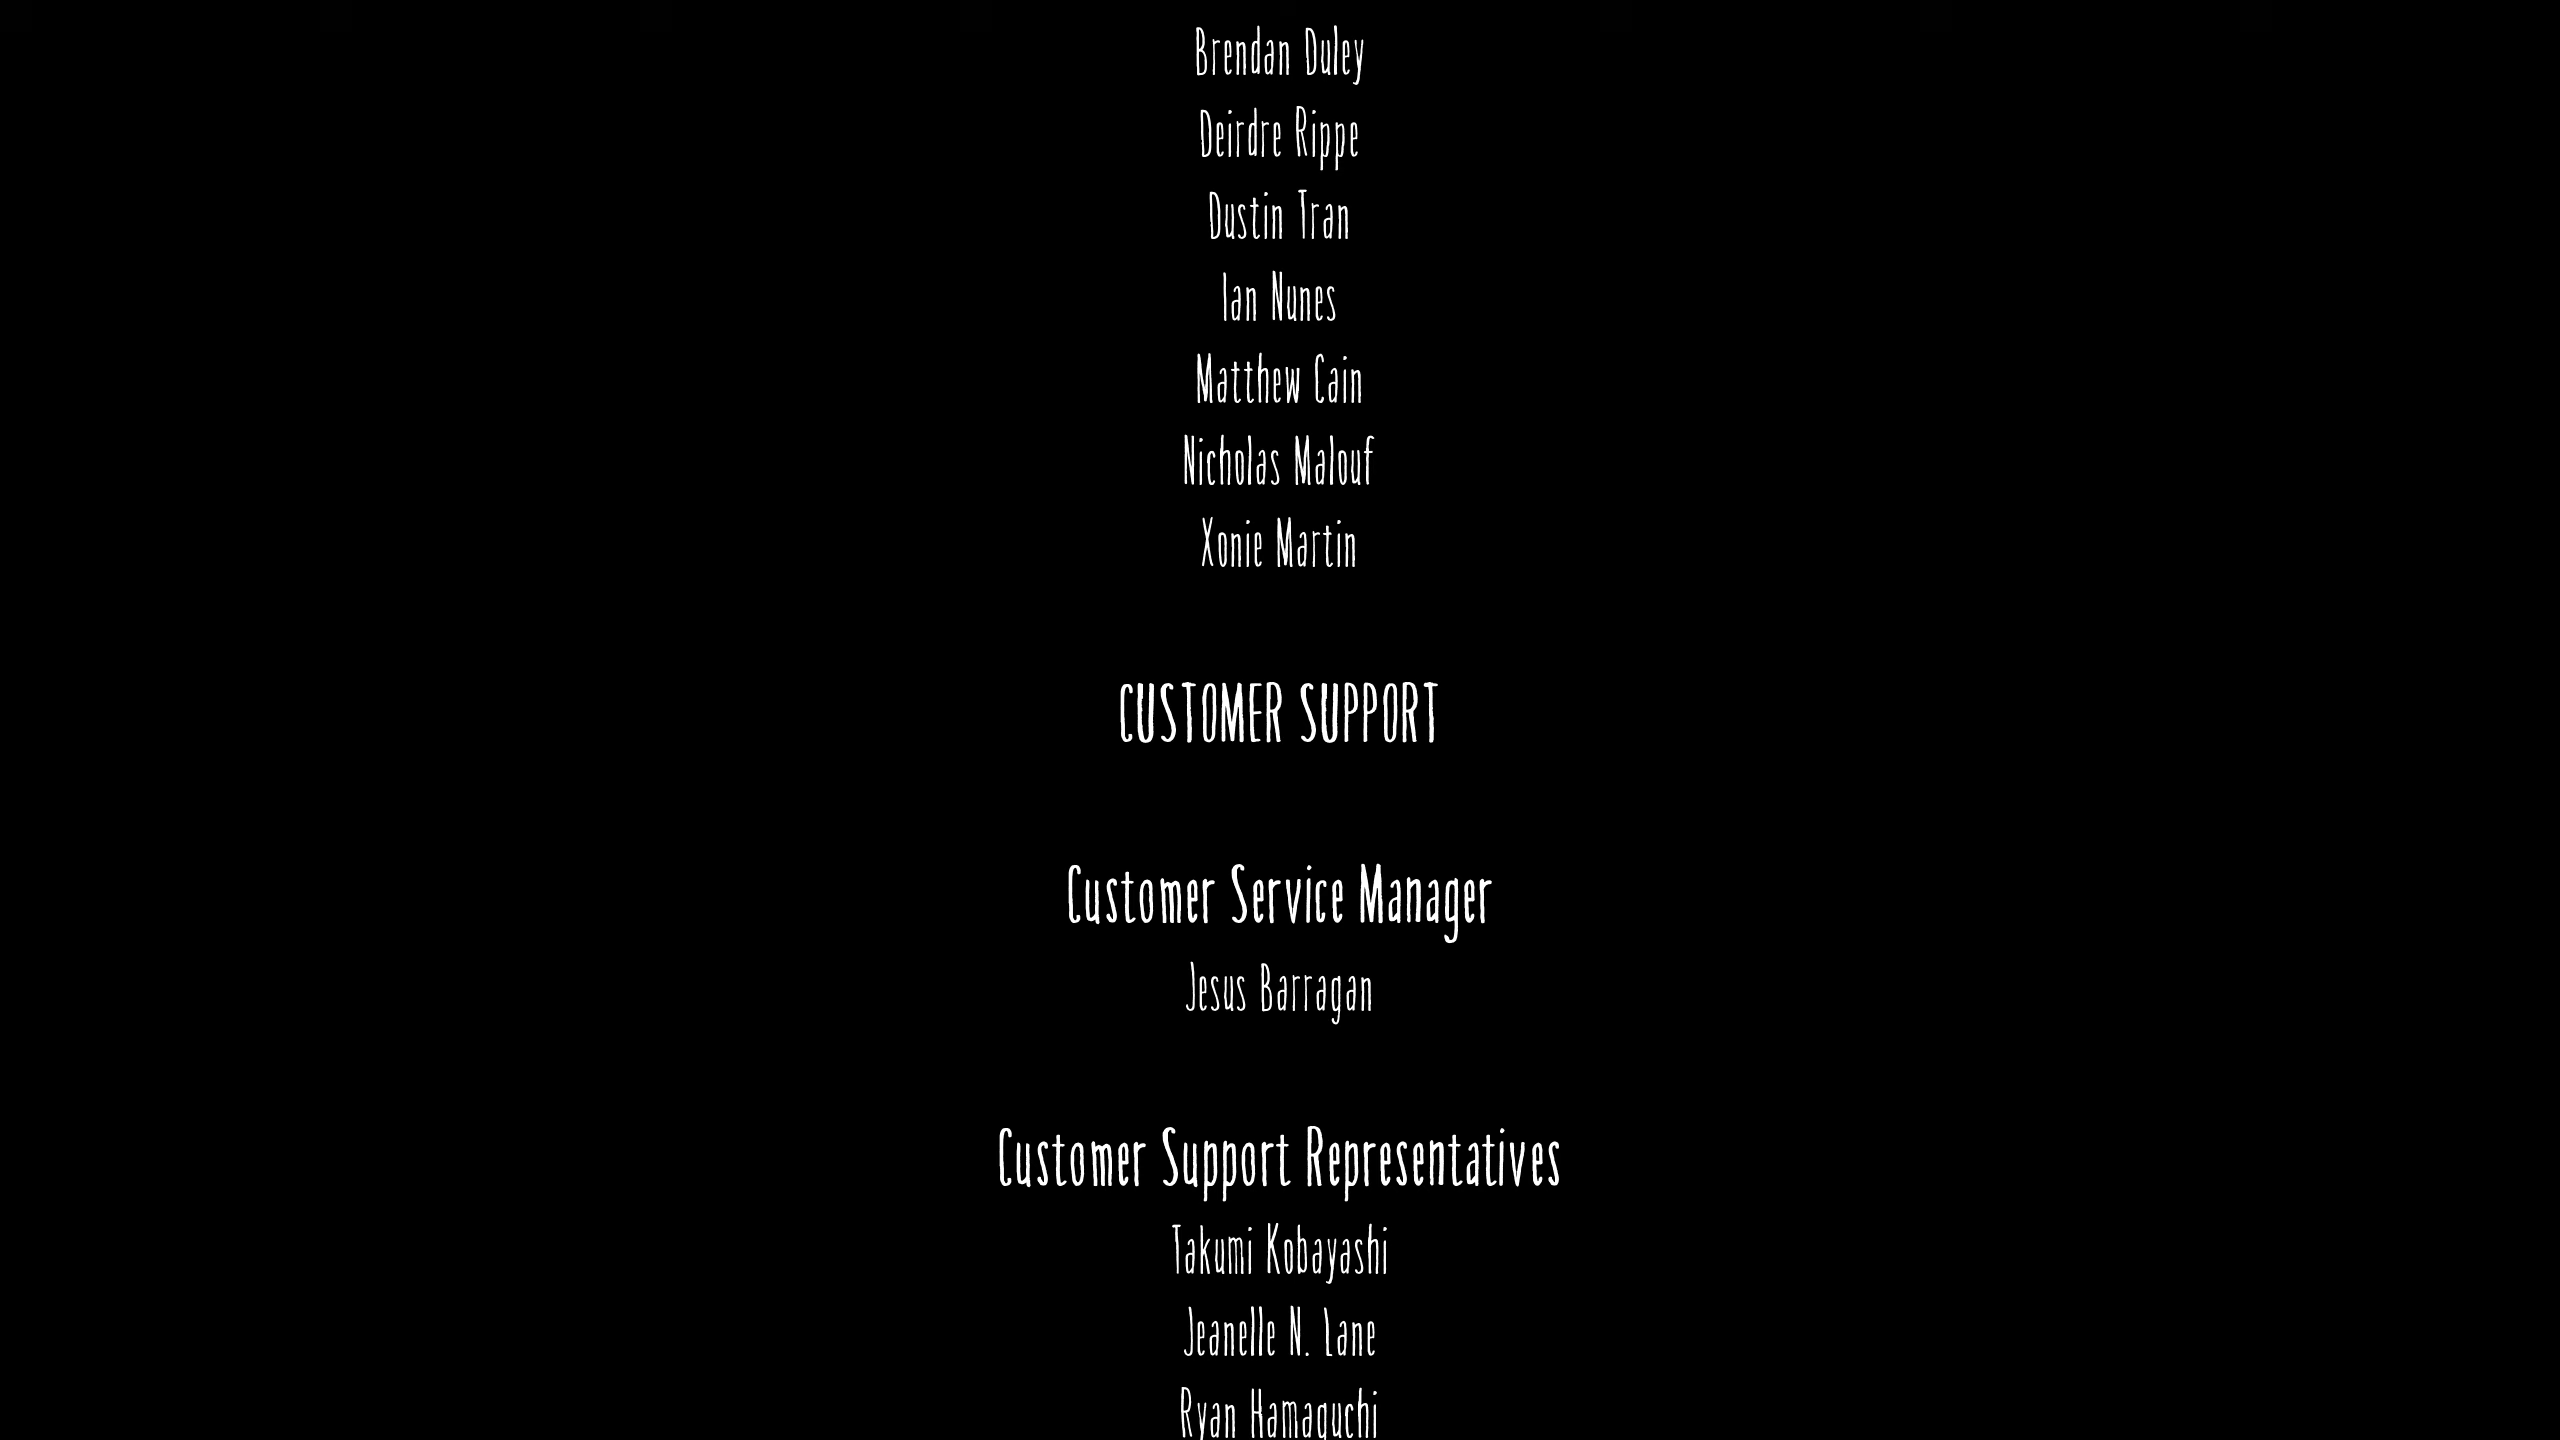 Brendan Duley
Deirdre Rippe
Dustin Tran
Ian Nunes
Matthew Cain
Nicholas Malouf
Xonie Martin
CUSTOMER SUPPORT
Customer Service Manager
Jesus Barragan
Customer Support Representatives
Takumi Kobayashi
Jeanelle N. Lane
Ryan Hamaguchi